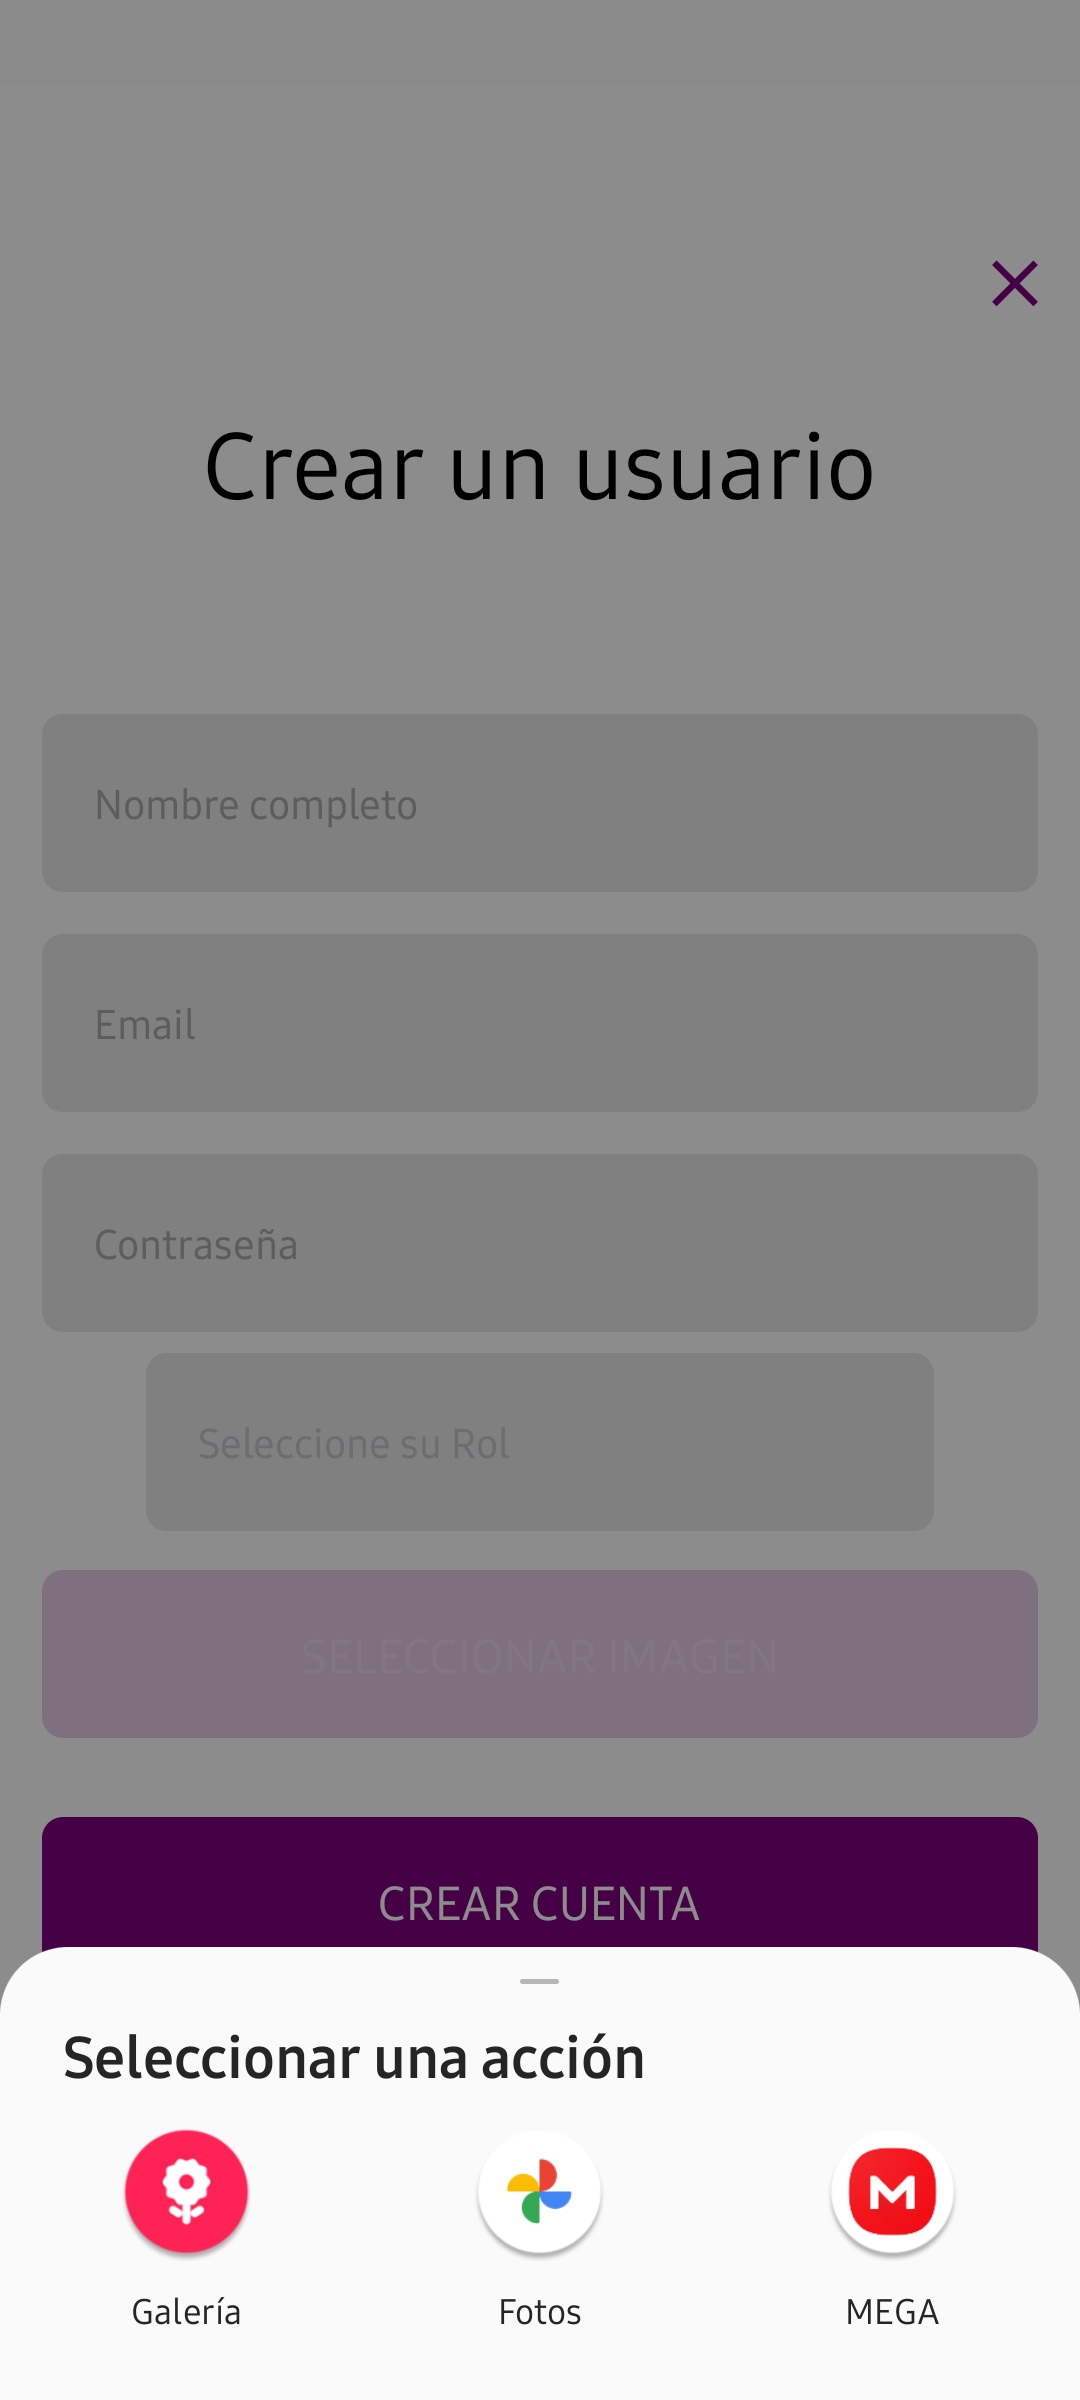 Crear un usuario
Nombre completo
Email
Contraseña
Seleccione su Rol
SELECCIONAR IMAGEN
CREAR CUENTA
Seleccionar una acción
Galería
Fotos
MEGA